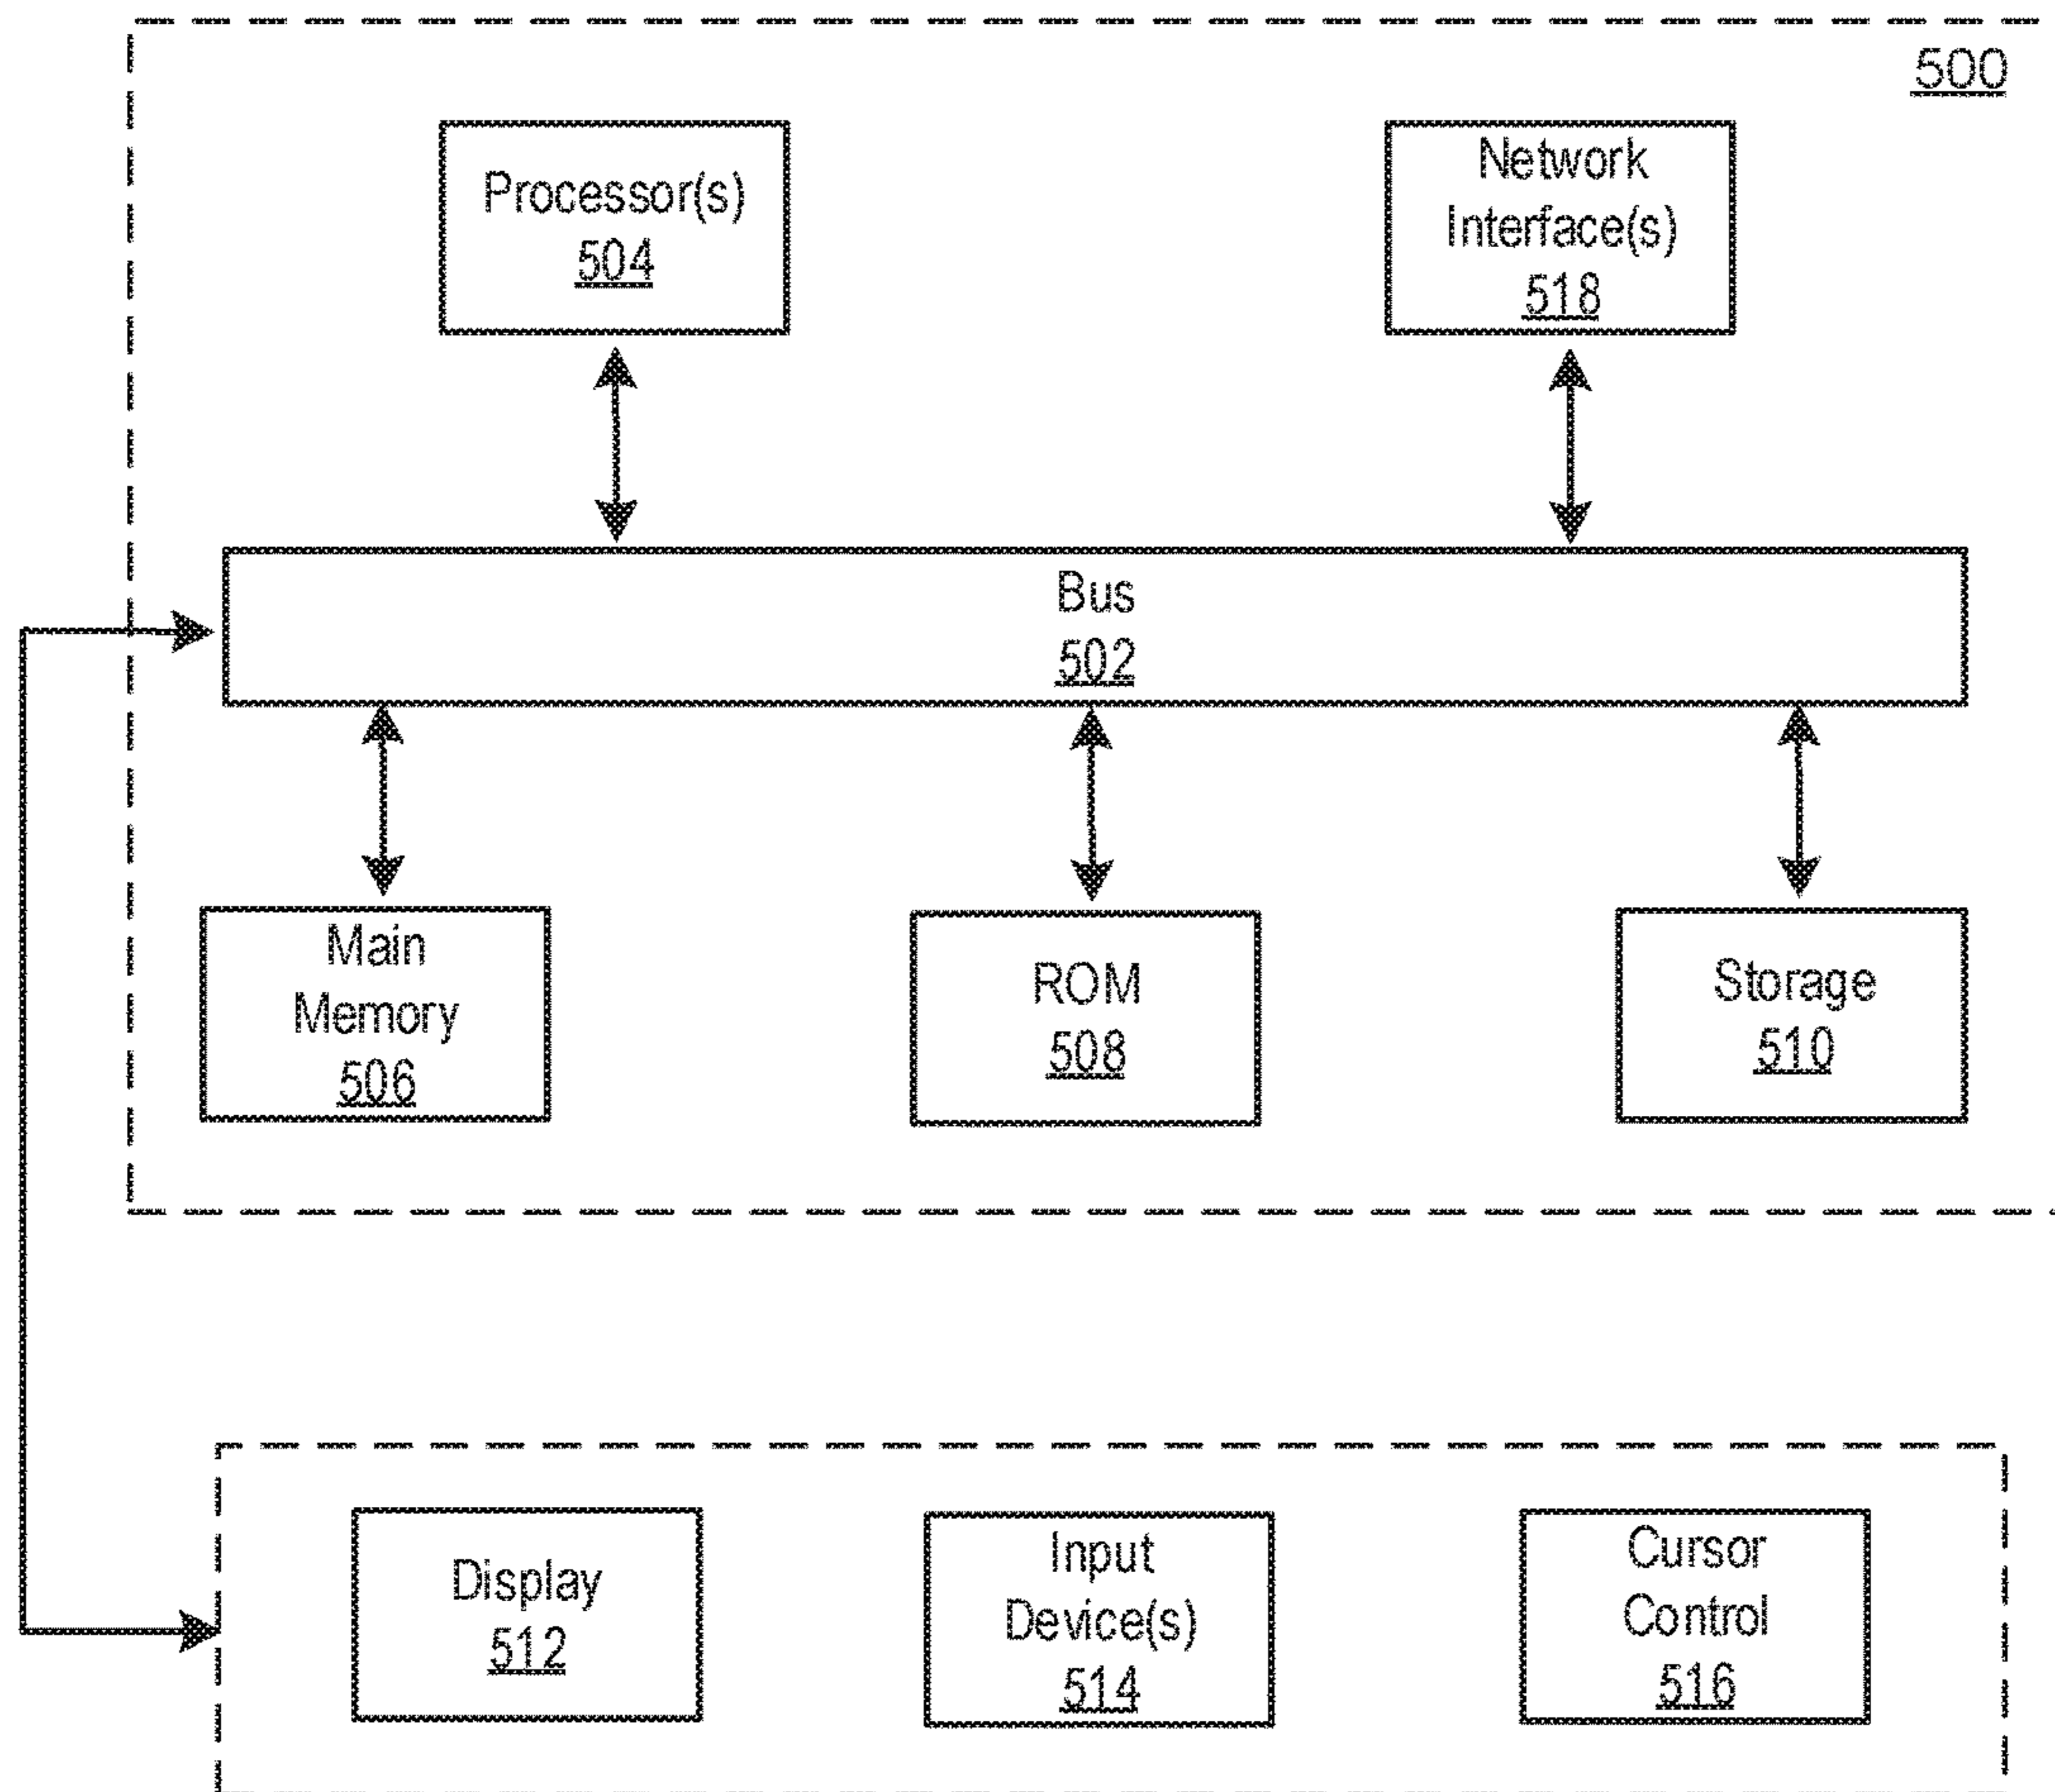 500
Processor(s)
504
Network
Interface(s)
518
Bus
502
Main
Memory
506
ROM
508
Storage
510
Display
512
Input
Device(s)
514
Cursor
Control
516